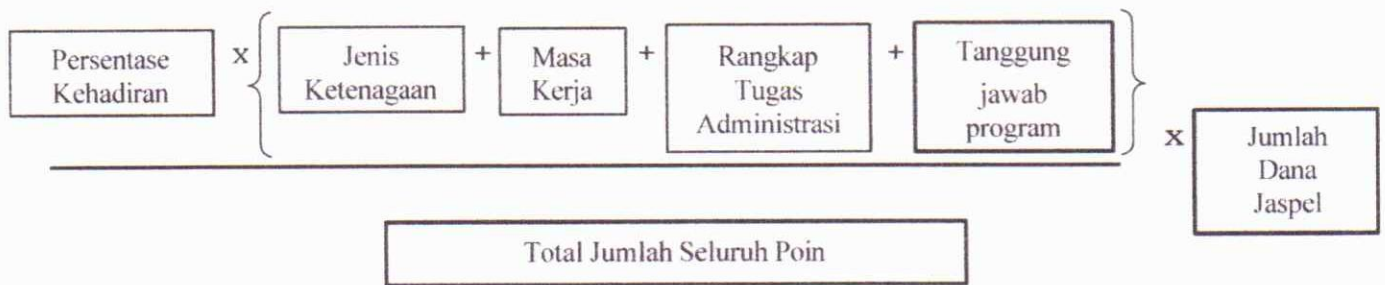 Persentase
Kehadiran
x
{
Jenis
Ketenagaan
+
Masa
Kerja
+
Rangkap
Tugas
Administrasi
+
Tanggung
jawab
program
}
x
Jumlah
Dana
Jaspel
Total Jumlah Seluruh Poin